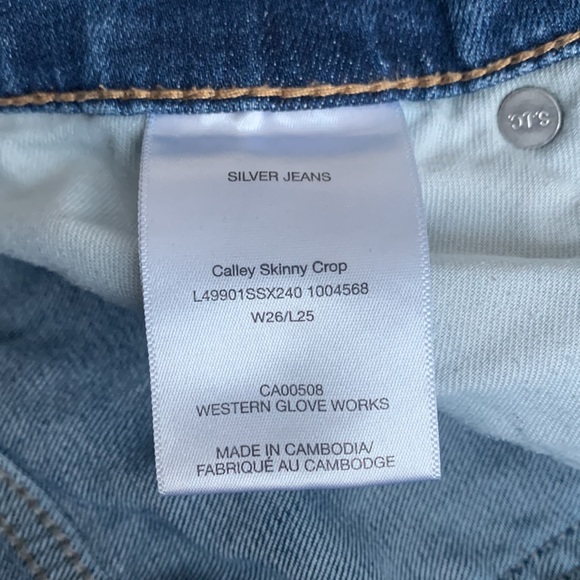 SILVER JEANS
S.J.C.
Calley Skinny Crop
L49901SSX240 1004568
W26/L25
CA00508
WESTERN GLOVE WORKS
MADE IN CAMBODIA/
FABRIQUÉ AU CAMBODGE